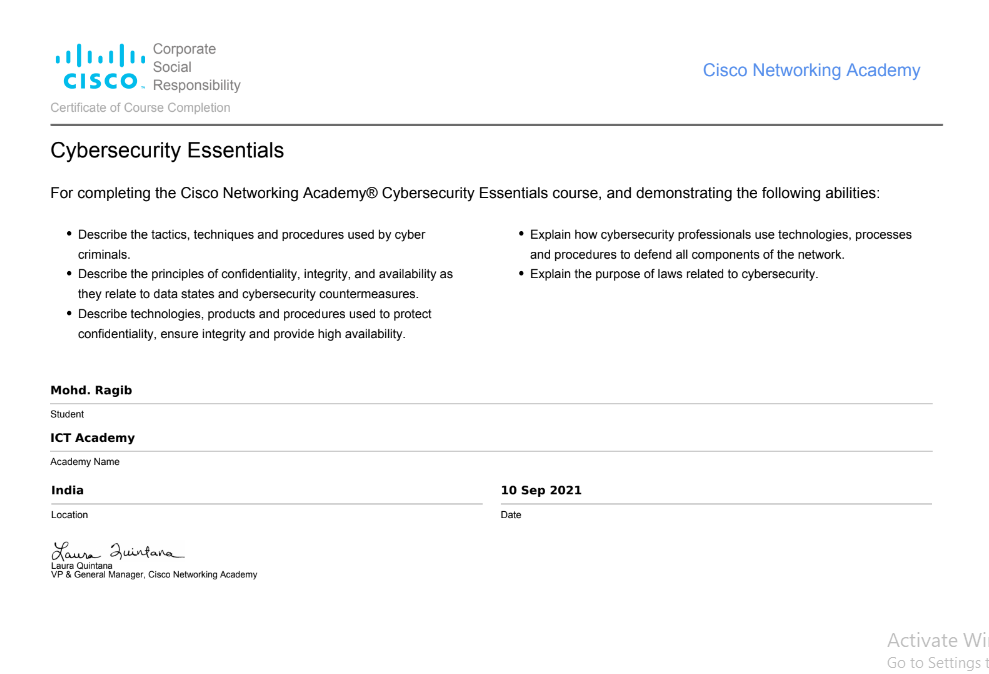 Corporate
Social
CISCO Responsibility
Cisco Networking Academy
Certificate of Course Completion
Cybersecurity Essentials
For completing the Cisco Networking Academy® Cybersecurity Essentials course, and demonstrating the following abilities:
• Describe the tactics, techniques and procedures used by cyber
criminals.
• Describe the principles of confidentiality, integrity, and availability as
they relate to data states and cybersecurity countermeasures.
• Describe technologies, products and procedures used to protect
confidentiality, ensure integrity and provide high availability.
• Explain how cybersecurity professionals use technologies, processes
and procedures to defend all components of the network.
• Explain the purpose of laws related to cybersecurity.
Mohd. Ragib
Student
ICT Academy
Academy Name
India
Location
10 Sep 2021
Date
Laura Quintana
Laura Quintana
VP & General Manager, Cisco Networking Academy
Activate Wi
Go to Settings t